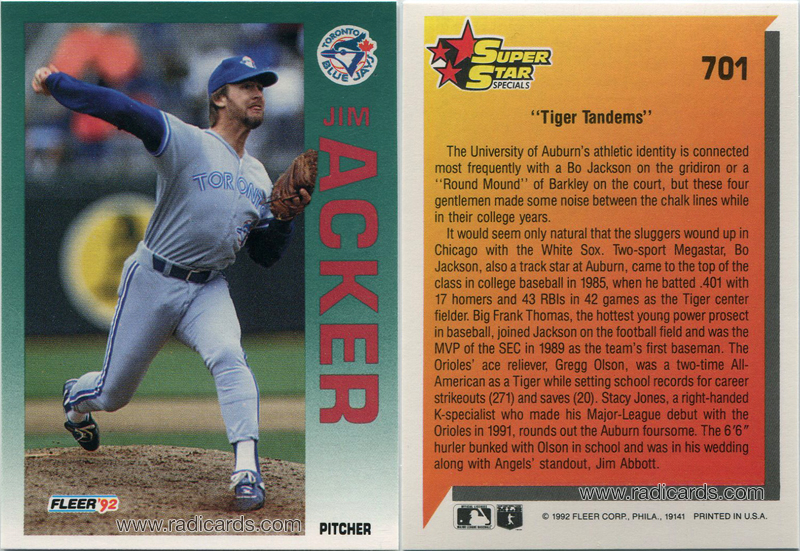 TORONTO
BLUE JAYS
JIM
ACKER
TORONTO
FLEER '92
www.radicards.com
PITCHER
SUPER
STAR
SPECIALS
701
"Tiger Tandems"
The University of Auburn's athletic identity is connected
most frequently with a Bo Jackson on the gridiron or a
"Round Mound" of Barkley on the court, but these four
gentlemen made some noise between the chalk lines while
in their college years.
It would seem only natural that the sluggers wound up in
Chicago with the White Sox. Two-sport Megastar, Bo
Jackson, also a track star at Auburn, came to the top of the
class in college baseball in 1985, when he batted .401 with
17 homers and 43 RBIs in 42 games as the Tiger center
fielder. Big Frank Thomas, the hottest young power prosect
in baseball, joined Jackson on the football field and was the
MVP of the SEC in 1989 as the team's first baseman. The
Orioles' ace reliever, Gregg Olson, was a two-time All-
American as a Tiger while setting school records for career
strikeouts (271) and saves (20). Stacy Jones, a right-handed
K-specialist who made his Major-League debut with the
Orioles in 1991, rounds out the Auburn foursome. The 6'6"
hurler bunked with Olson in school and was in his wedding
along with Angels' standout, Jim Abbott.
www.radicards.com
© 1992 FLEER CORP., PHILA., 19141 PRINTED IN U.S.A.